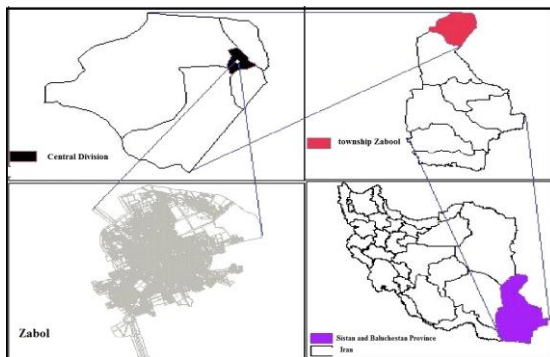 Central Division
township Zabool
Zabol
Sistan and Baluchestan Province
Iran